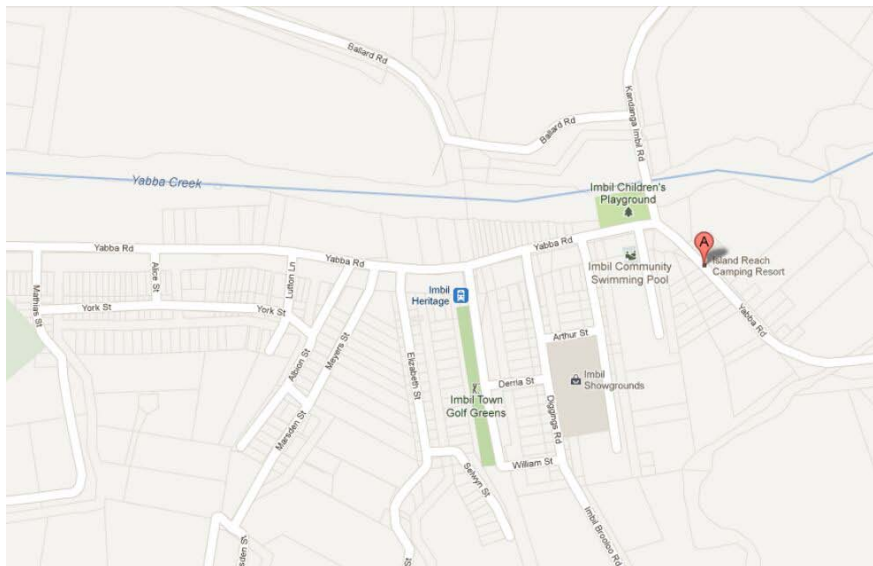 Ballard Rd
Ballard Rd
Kandanga Imbil Rd
Yabba Creek
Imbil Children's
Playground
A
Yabba Rd
Yabba Rd
Yabba Rd
Island Reach
Camping Resort
Imbil Community
Swimming Pool
Mathias St
Alice St
Lutton Ln
York St
York St
Imbil
Heritage
Yabba Rd
Albion St
Meyers St
Elizabeth St
Arthur St
Derria St
Imbil
Showgrounds
Imbil Town
Golf Greens
Diggings Rd
Marsden St
William St
Selwyn St
Imbil Brooloo Rd
sden St
St